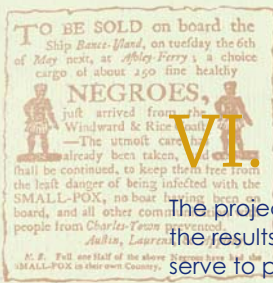 TO BE SOLD on board the
Ship Bance-Island, on tuesday the 6th
of May next, at Ashley-Ferry; a choice
cargo of about 250 fine healthy
NEGROES,
just arrived from the
Windward & Rice Coast
—The utmost care
already been taken, and
shall be continued, to keep them free from
the least danger of being infected with the
SMALL-POX, no boat having been on
board, and all other
people from Charles-Town prevented.
Austin, Laurens,
N. B. Full one Half of the above Negroes have had the
SMALL-POX in their own Country.
VI.
The projec
the results
serve to p